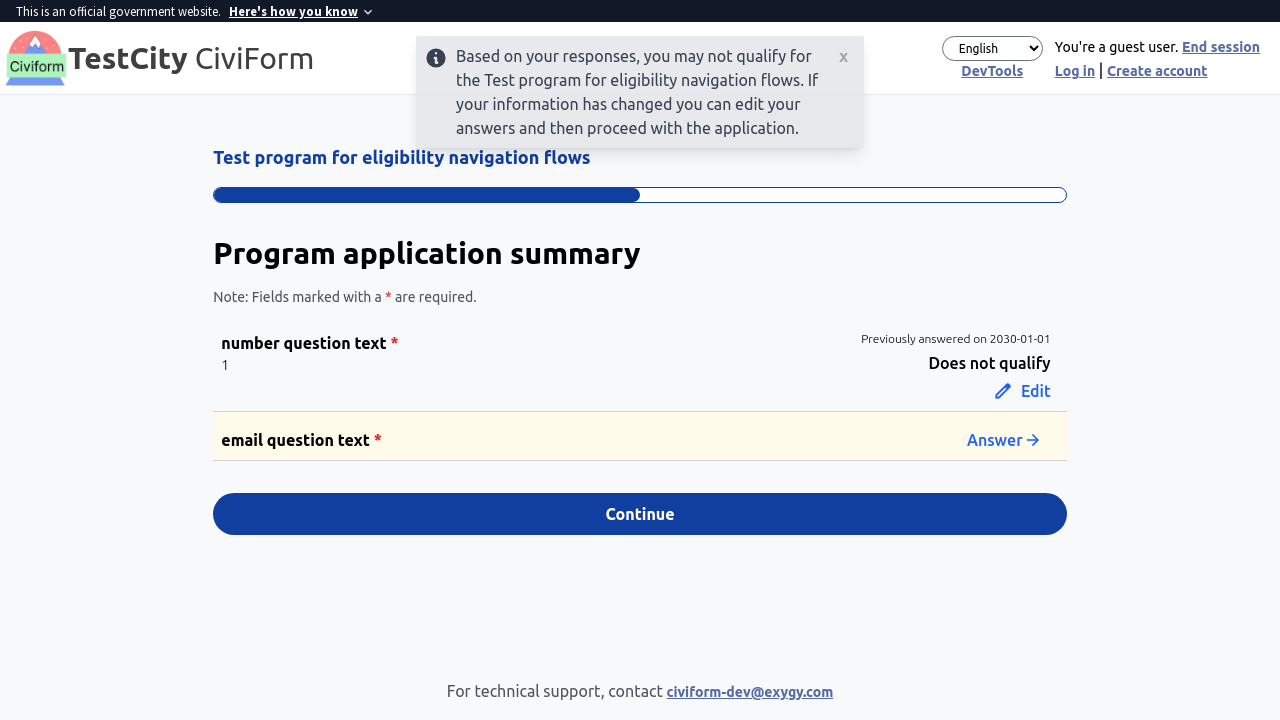 This is an official government website. Here's how you know
Civiform
TestCity CiviForm
Based on your responses, you may not qualify for
the Test program for eligibility navigation flows. If
your information has changed you can edit your
answers and then proceed with the application.
x
English
You're a guest user. End session
DevTools
Log in | Create account
Test program for eligibility navigation flows
Program application summary
Note: Fields marked with a * are required.
number question text *
1
Previously answered on 2030-01-01
Does not qualify
Edit
email question text *
Answer
Continue
For technical support, contact civiform-dev@exygy.com